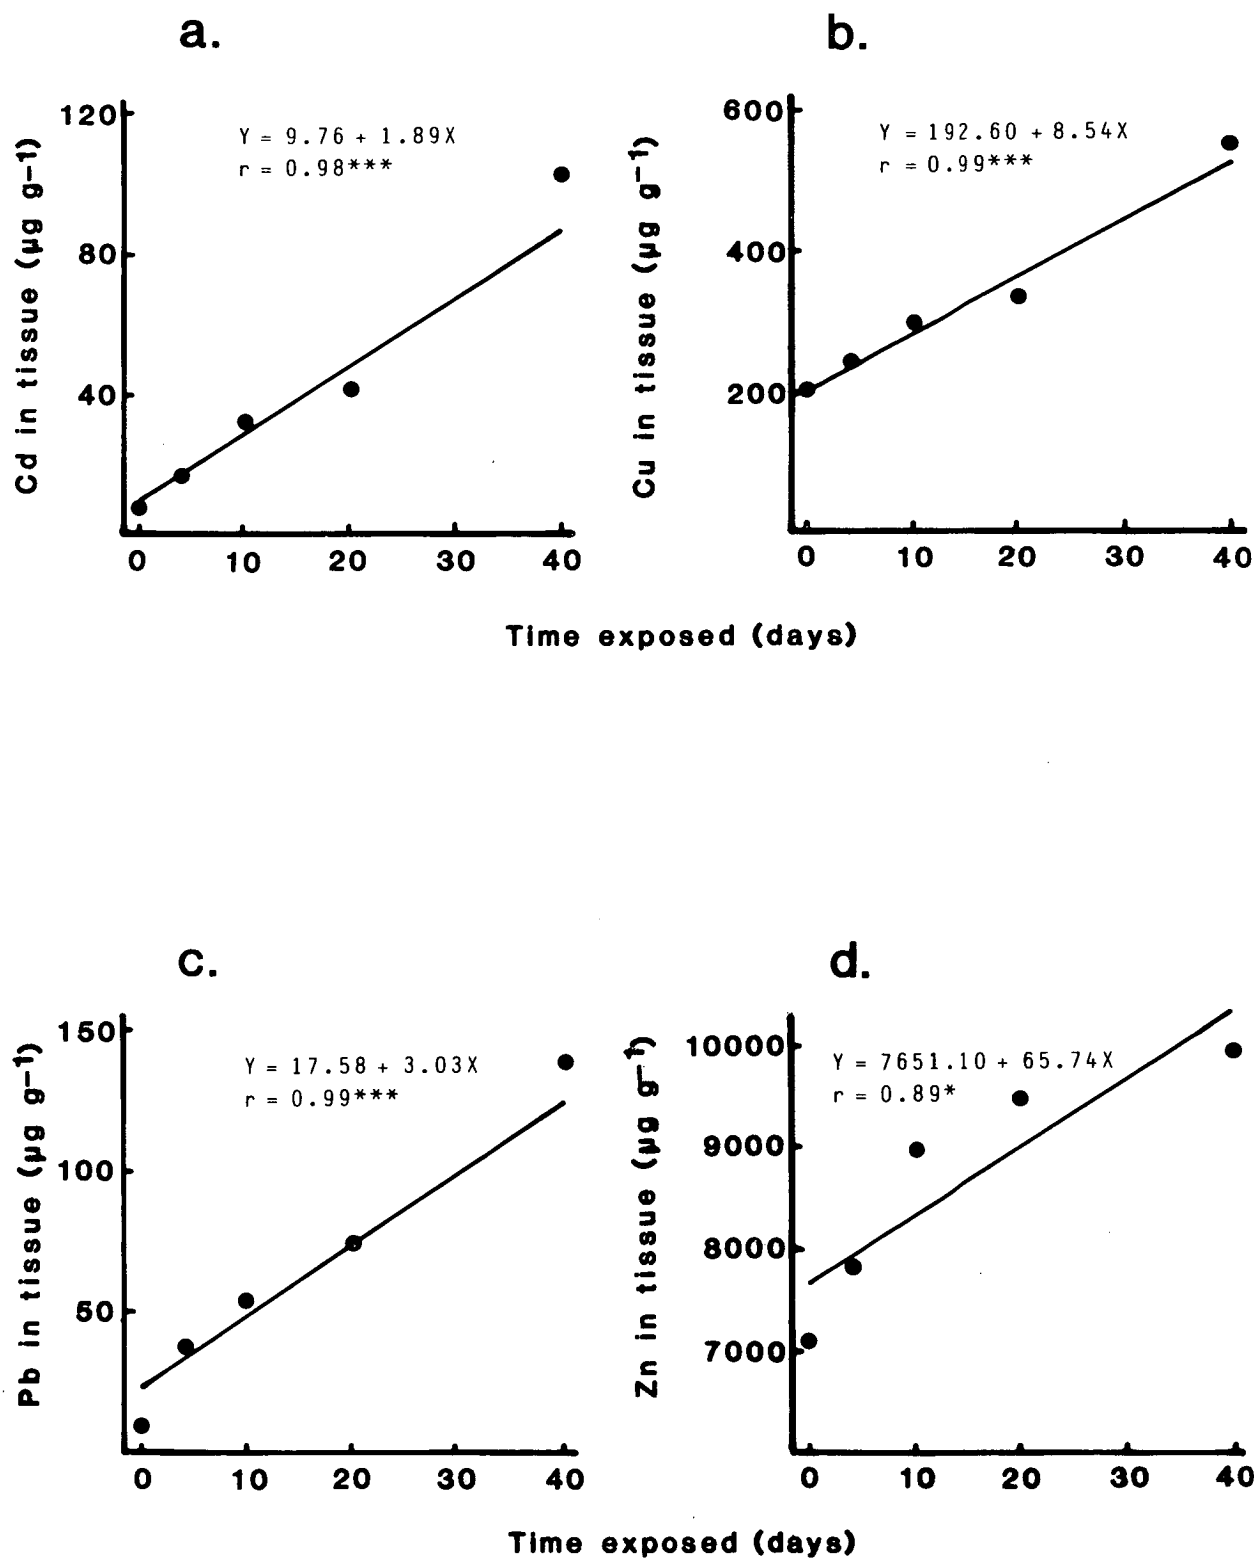 a.
120
80
40
Cd in tissue (µg g–1)
Y = 9.76 + 1.89X
r = 0.98***
0 10 20 30 40
b.
600
400
200
Cu in tissue (µg g–1)
Y = 192.60 + 8.54X
r = 0.99***
0 10 20 30 40
Time exposed (days)
c.
150
100
50
Pb in tissue (µg g–1)
Y = 17.58 + 3.03X
r = 0.99***
0 10 20 30 40
d.
10000
9000
8000
7000
Zn in tissue (µg g–1)
Y = 7651.10 + 65.74X
r = 0.89*
0 10 20 30 40
Time exposed (days)